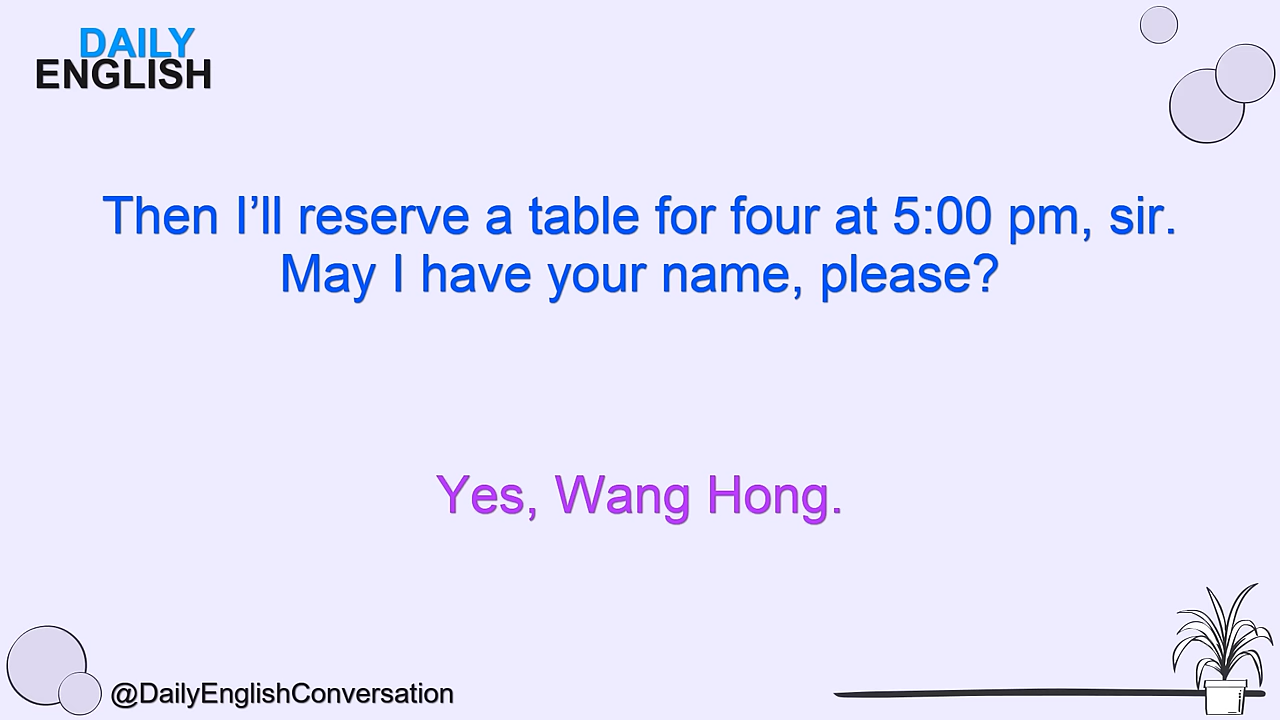 DAILY
ENGLISH
Then I’ll reserve a table for four at 5:00 pm, sir.
May I have your name, please?
Yes, Wang Hong.
@DailyEnglishConversation